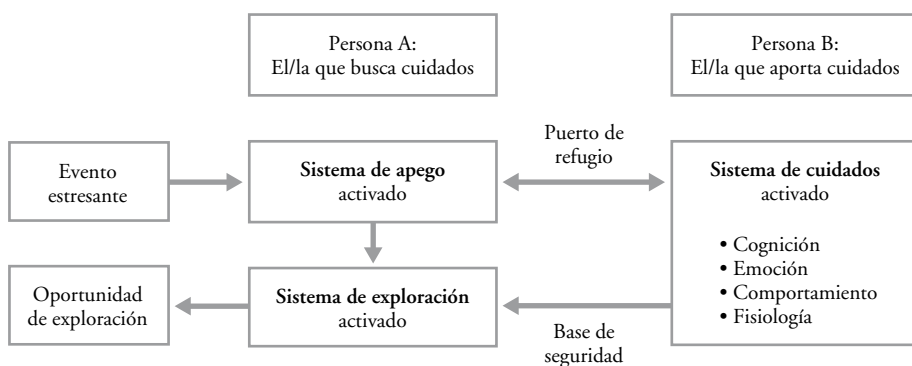 Persona A:
El/la que busca cuidados
Persona B:
El/la que aporta cuidados
Evento
estresante
Sistema de apego
activado
Puerto de
refugio
Sistema de cuidados
activado
• Cognición
• Emoción
• Comportamiento
• Fisiología
Oportunidad
de exploración
Sistema de exploración
activado
Base de
seguridad